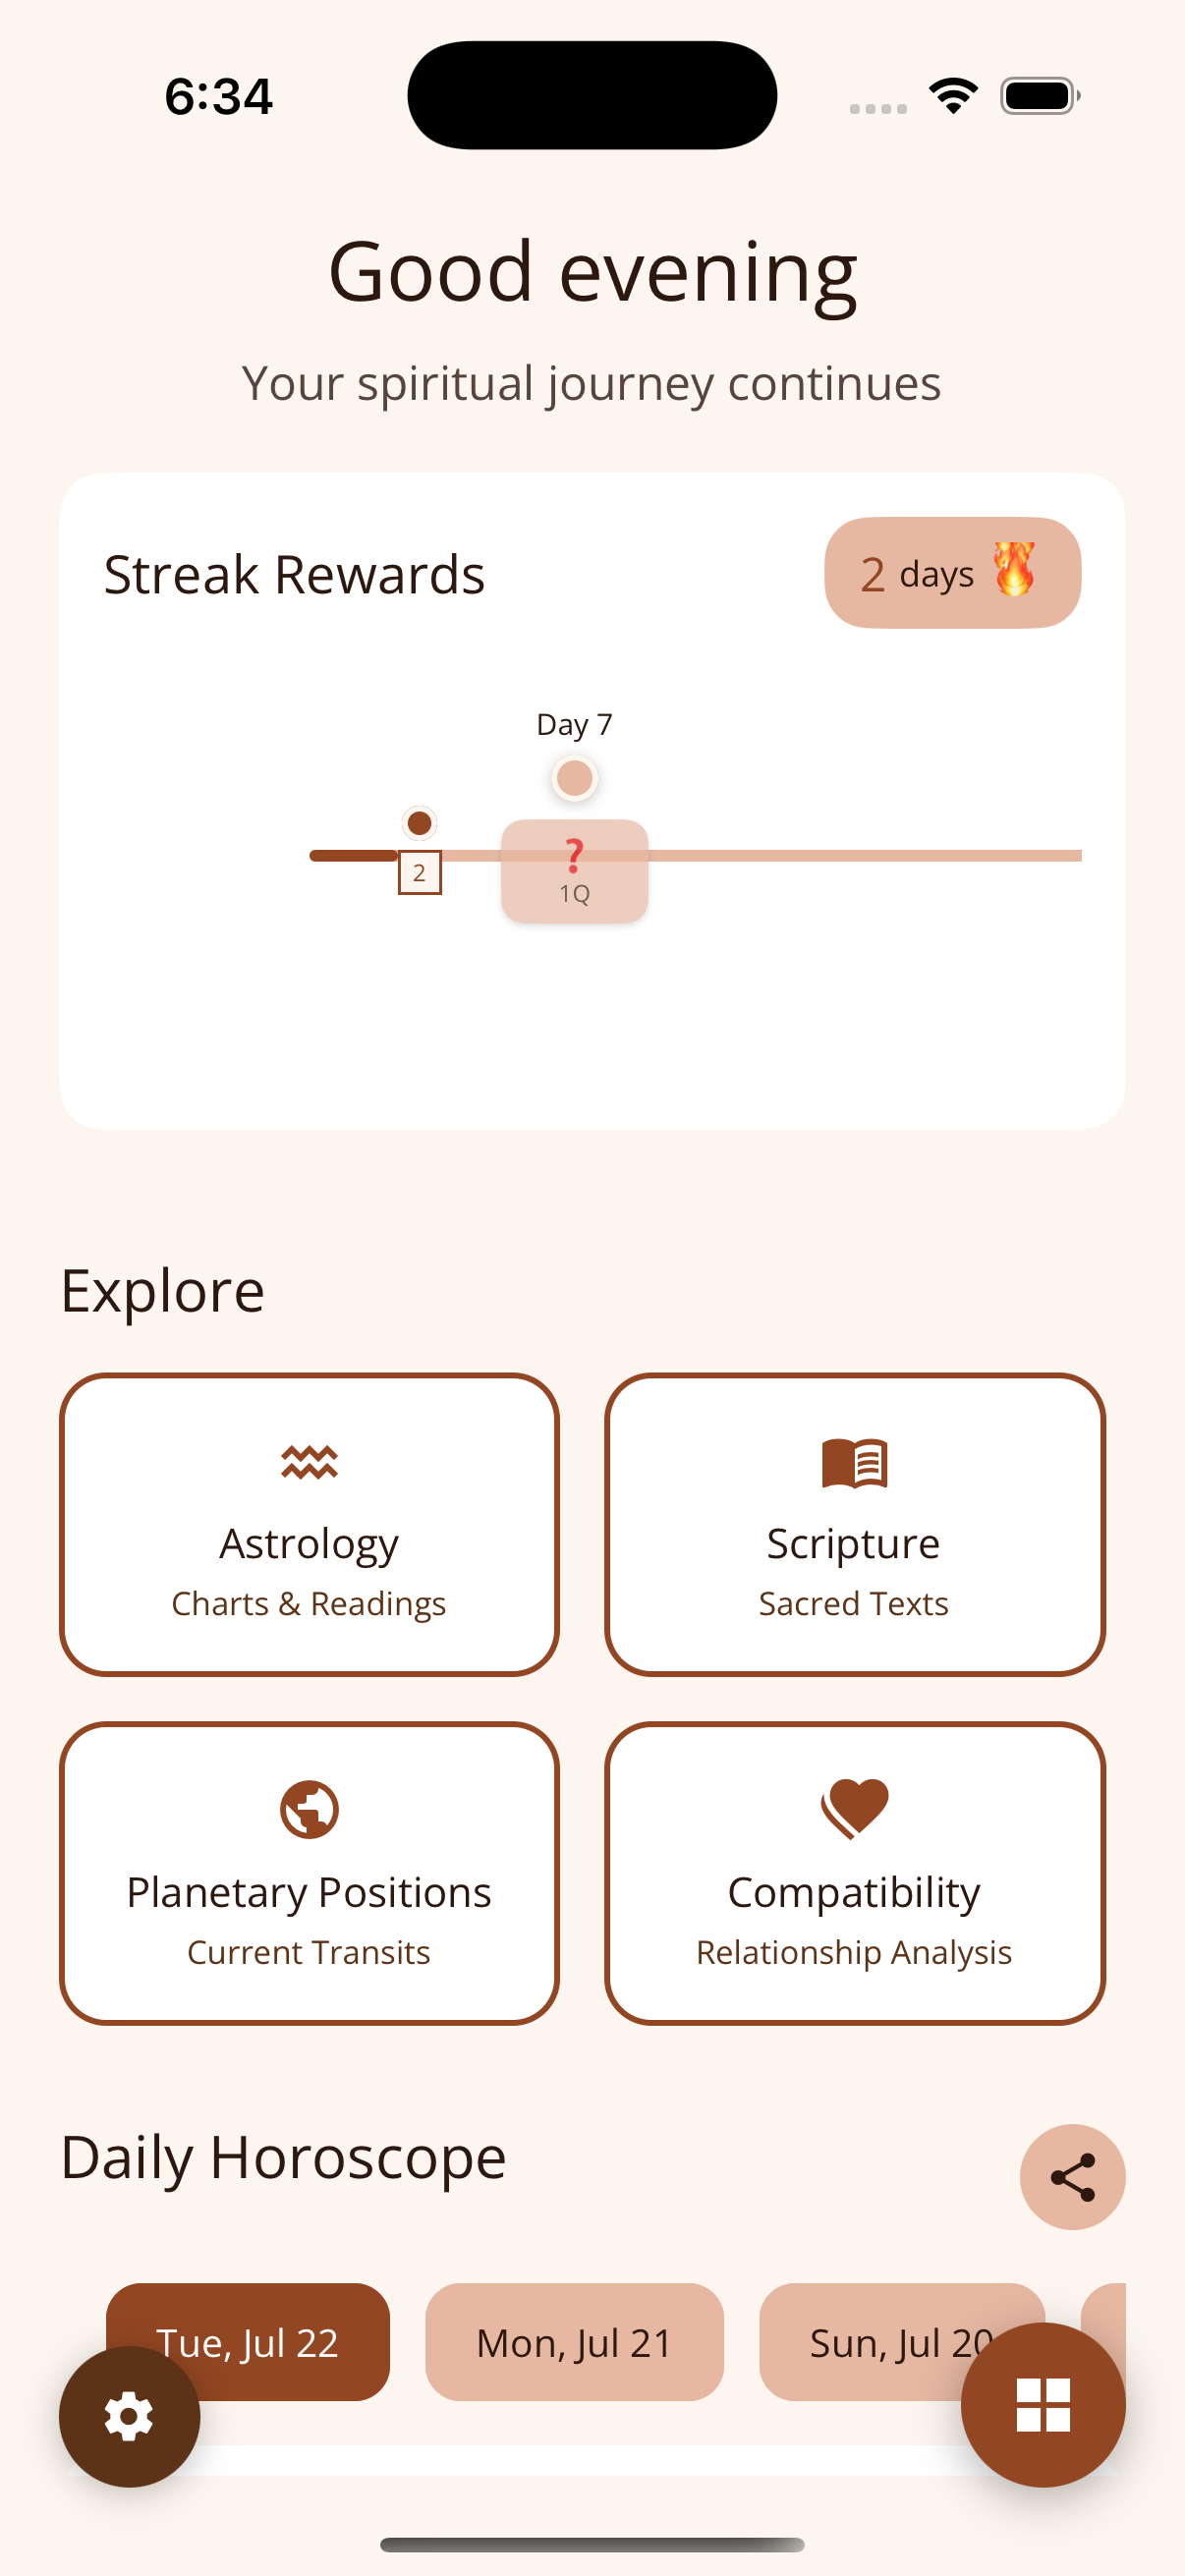 6:34
Good evening
Your spiritual journey continues
Streak Rewards
2 days 🔥
Day 7
2
❓
1Q
Explore
Astrology
Charts & Readings
Scripture
Sacred Texts
Planetary Positions
Current Transits
Compatibility
Relationship Analysis
Daily Horoscope
Tue, Jul 22
Mon, Jul 21
Sun, Jul 20